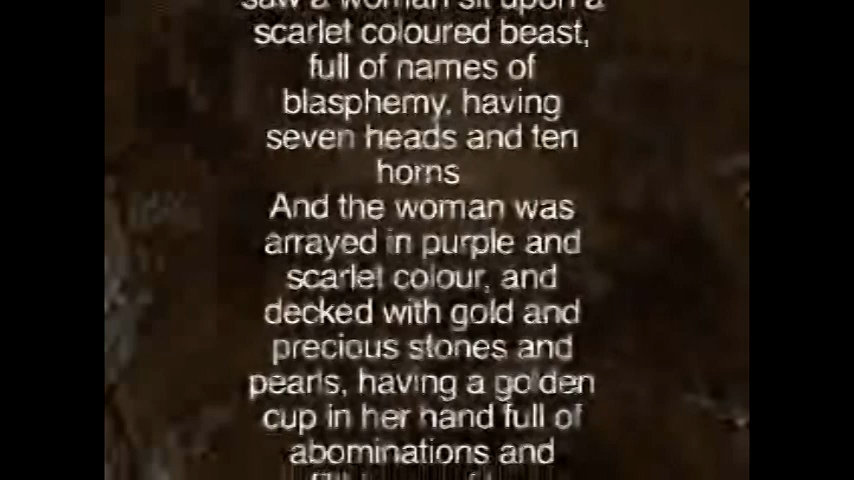 saw a woman sit upon a
scarlet coloured beast,
full of names of
blasphemy, having
seven heads and ten
horns
And the woman was
arrayed in purple and
scarlet colour, and
decked with gold and
precious stones and
pearls, having a golden
cup in her hand full of
abominations and